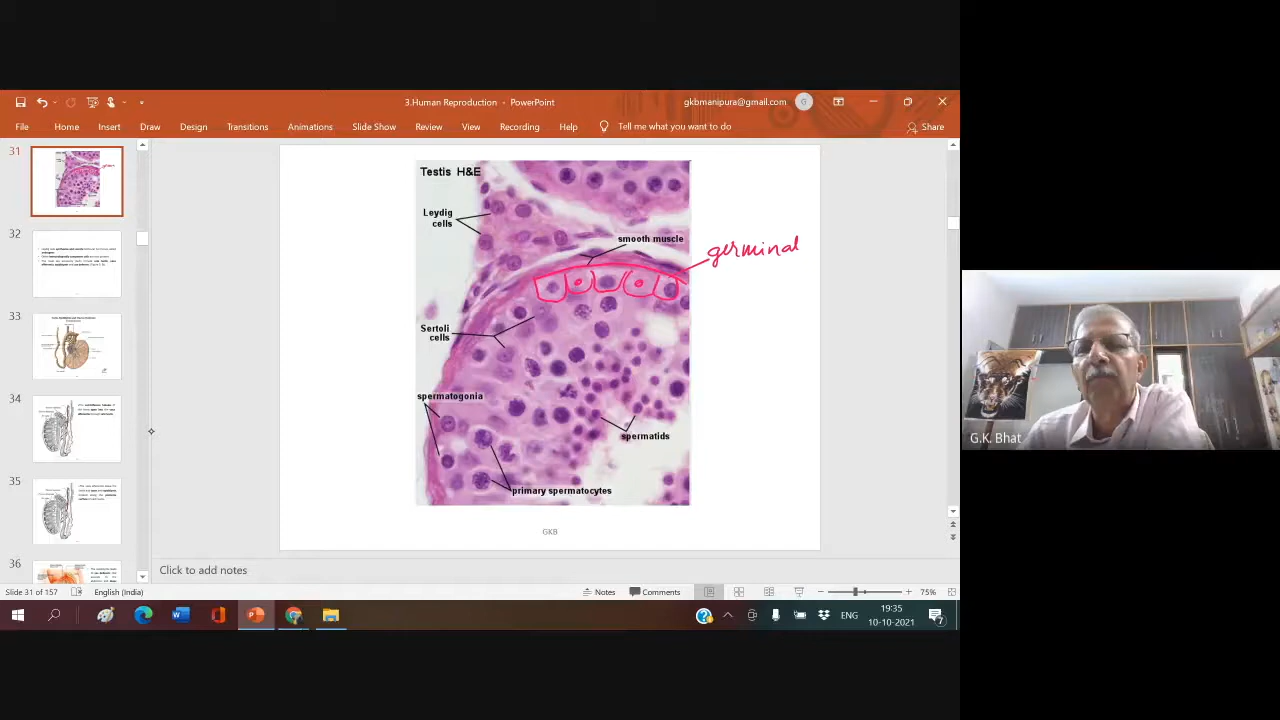 3.Human Reproduction - PowerPoint
gkbmanipura@gmail.com
G
File Home Insert Draw Design Transitions Animations Slide Show Review View Recording Help Tell me what you want to do Share
31
32
33
34
35
36
Testis H&E
Leydig
cells
smooth muscle
germinal
Sertoli
cells
spermatogonia
spermatids
primary spermatocytes
GKB
G.K. Bhat
Click to add notes
Slide 31 of 157 English (India) Notes Comments 75%
ENG
19:35
10-10-2021
7